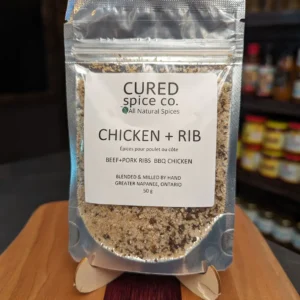 CURED
spice co.
All Natural Spices
CHICKEN + RIB
Épices pour poulet ou côte
BEEF+PORK RIBS BBQ CHICKEN
BLENDED & MILLED BY HAND
GREATER NAPANEE, ONTARIO
50 g